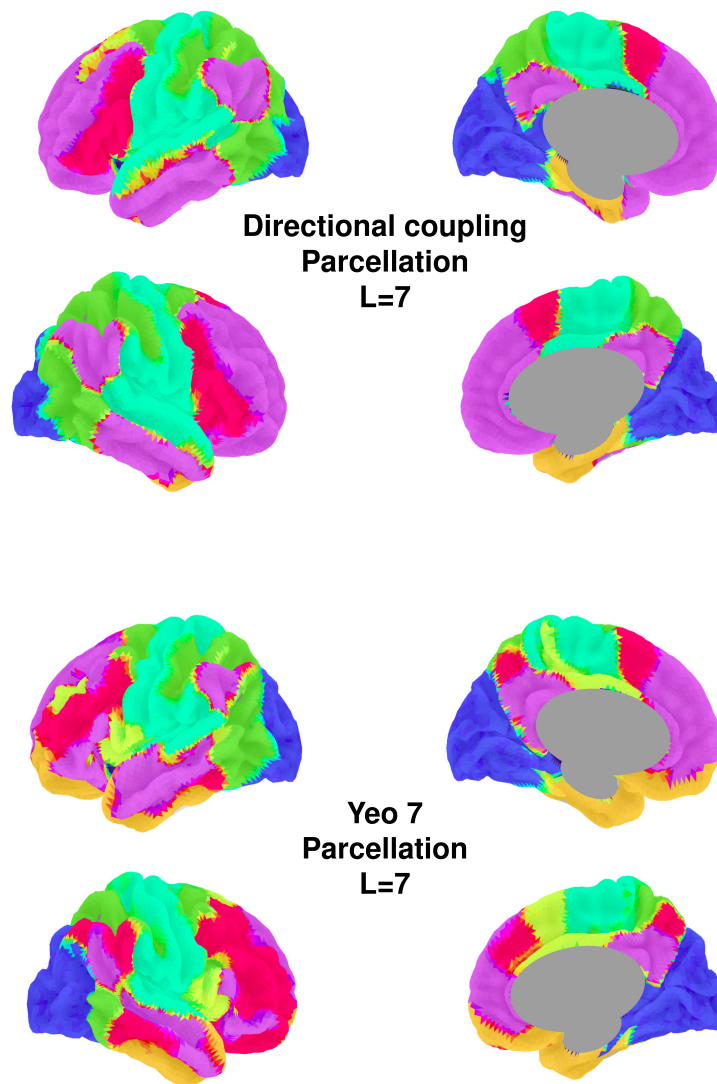 Directional coupling
Parcellation
L=7
Yeo 7
Parcellation
L=7